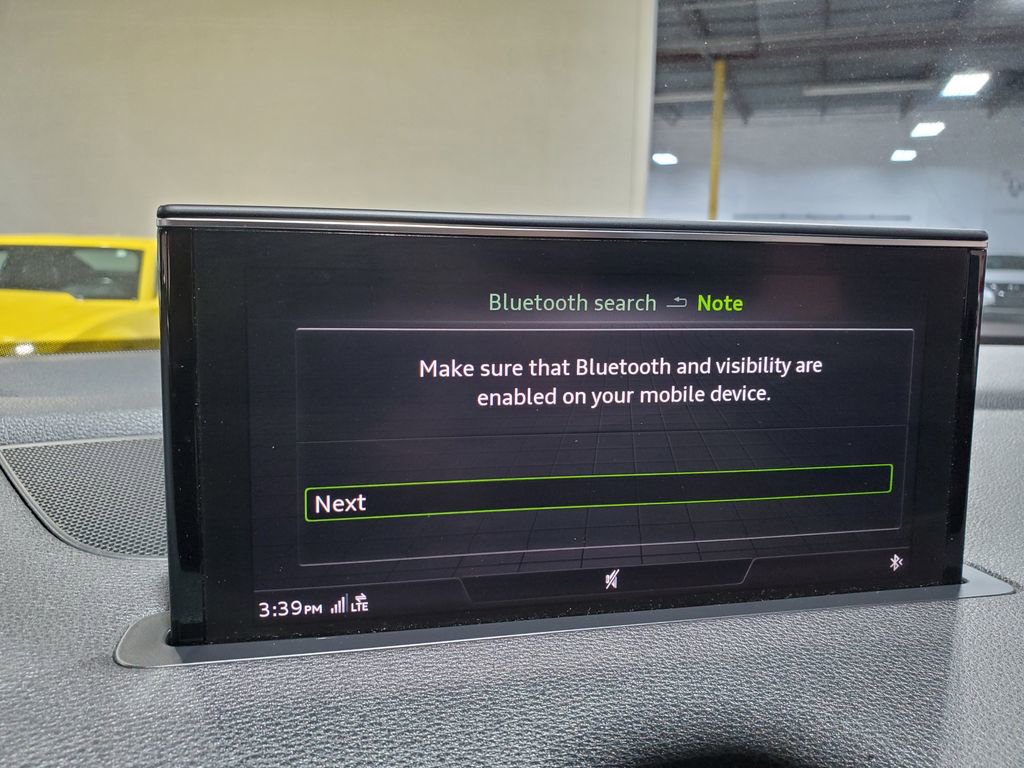 Bluetooth search Note
Make sure that Bluetooth and visibility are
enabled on your mobile device.
Next
3:39PM LTE